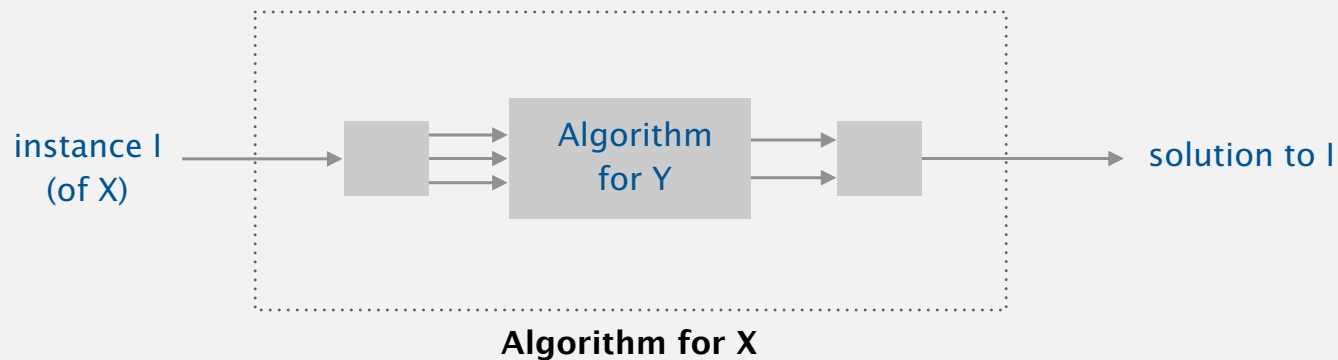 instance I
(of X)
Algorithm
for Y
solution to I
Algorithm for X